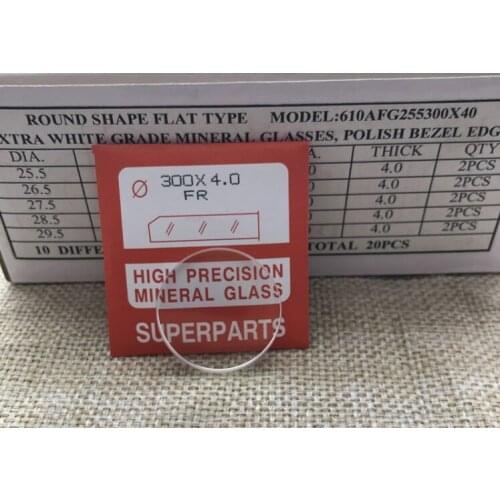 ROUND SHAPE FLAT TYPE MODEL:610AFG255300X40
XTRA WHITE GRADE MINERAL GLASSES, POLISH BEZEL EDG
DIA. THICK QTY
25.5 4.0 2PCS
26.5 4.0 2PCS
27.5 4.0 2PCS
28.5 4.0 2PCS
29.5 4.0 2PCS
10 DIFFE TOTAL 20PCS
Ø 300X4.0
FR
HIGH PRECISION
MINERAL GLASS
SUPERPARTS